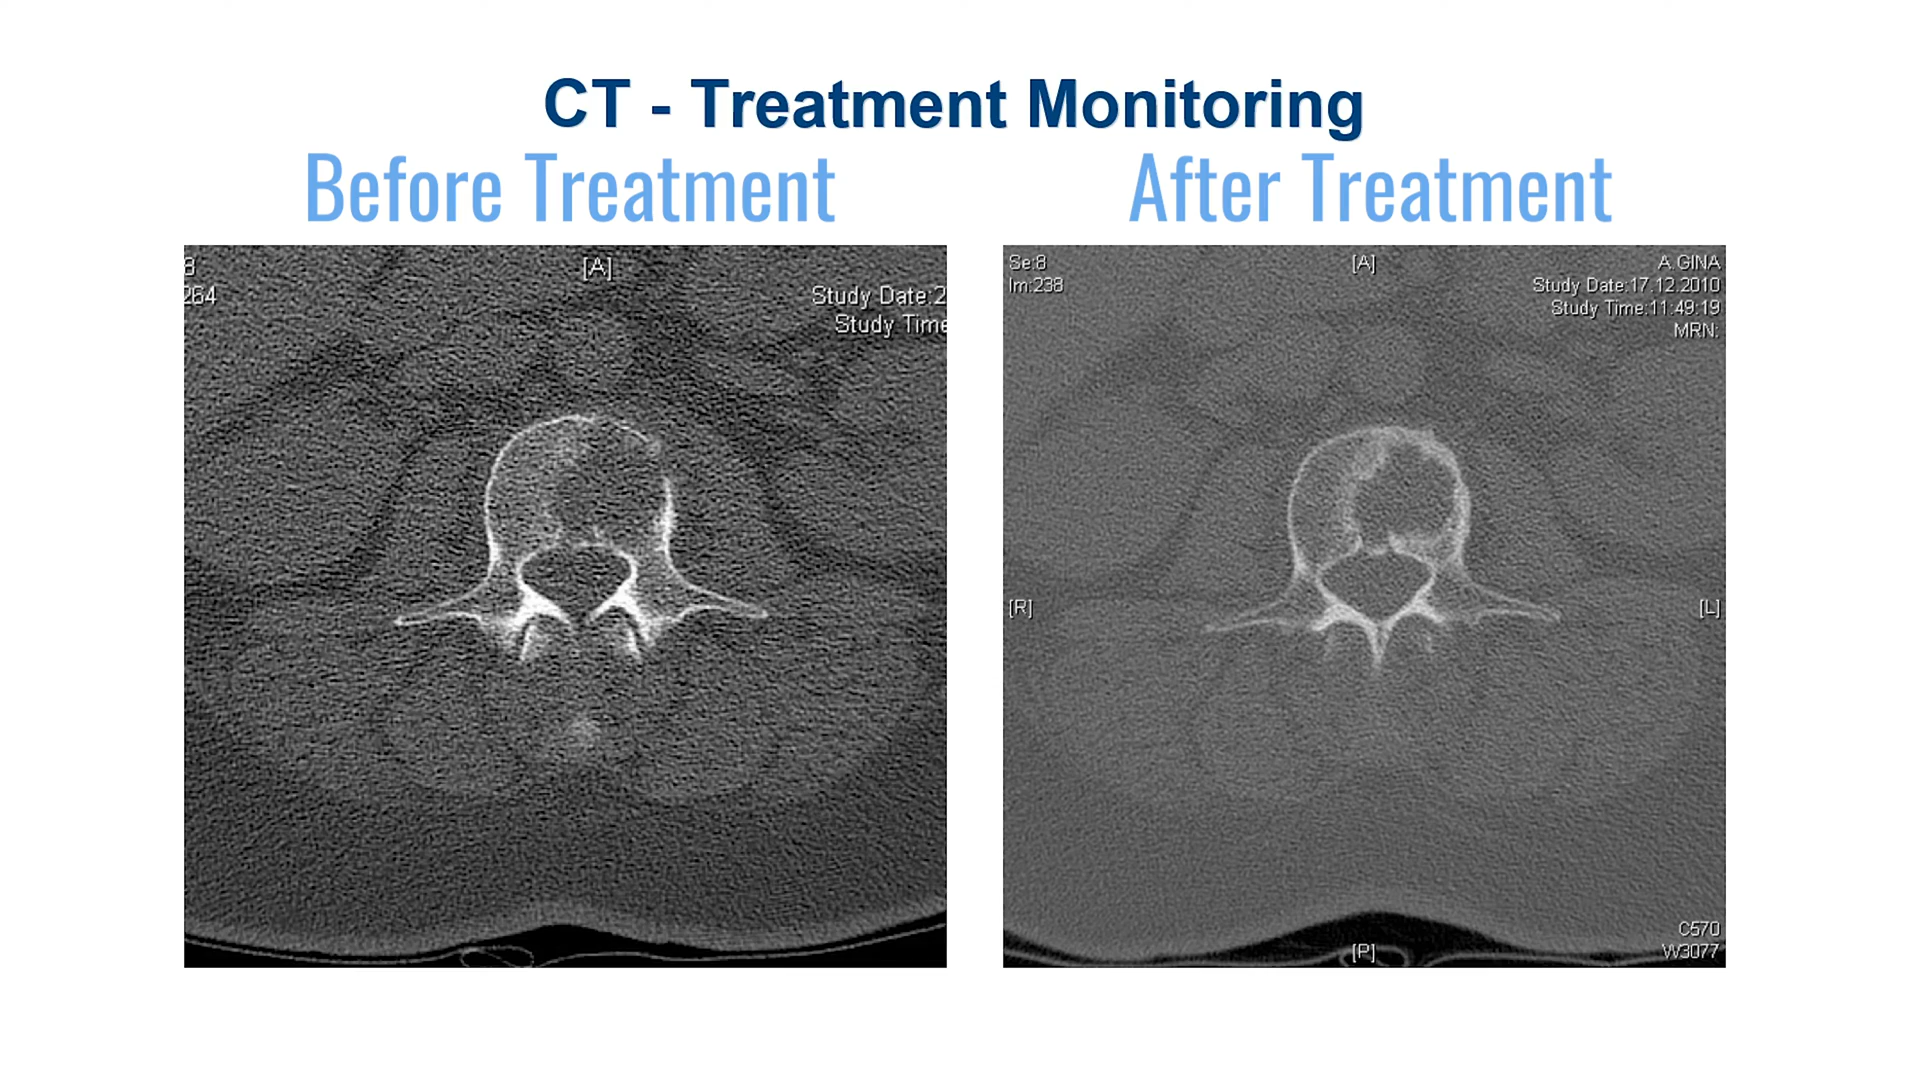 CT - Treatment Monitoring
Before Treatment
After Treatment
8
264
[A]
Study Date:2
Study Time
Se:8
Im:238
[A]
A.GINA
Study Date:17.12.2010
Study Time:11:49:19
MRN:
[R]
[L]
[P]
C570
W3077